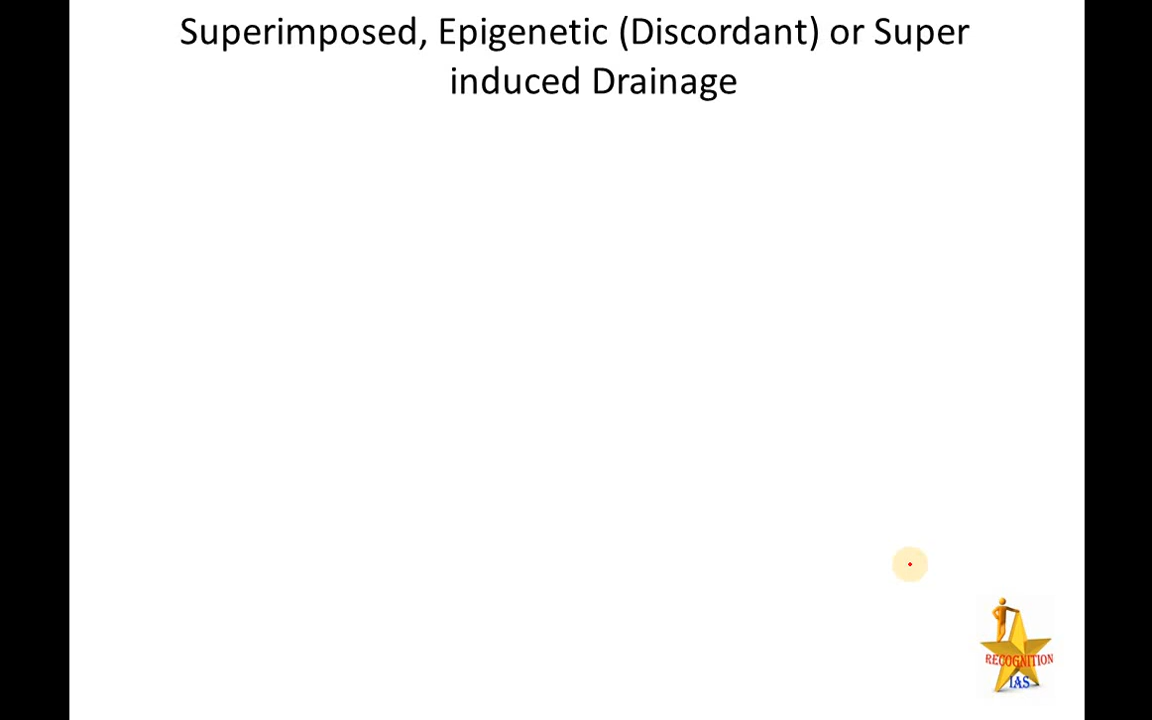 Superimposed, Epigenetic (Discordant) or Super
induced Drainage
RECOGNITION
IAS